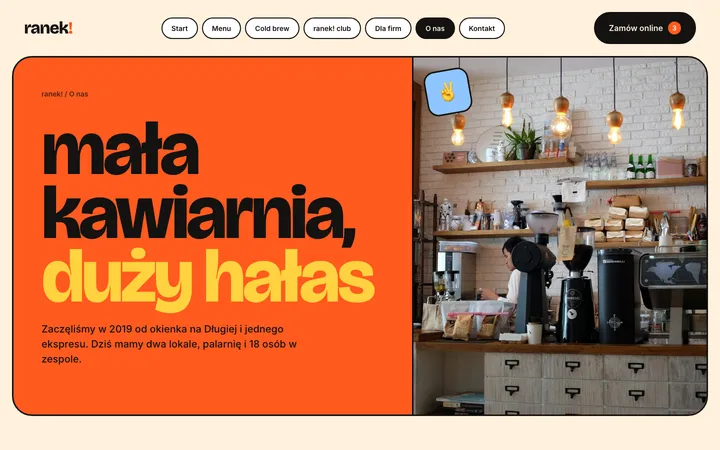 ranek!
Start
Menu
Cold brew
ranek! club
Dla firm
O nas
Kontakt
Zamów online 3
ranek! / O nas
mała
kawiarnia,
duży hałas
Zaczęliśmy w 2019 od okienka na Długiej i jednego
ekspresu. Dziś mamy dwa lokale, palarnię i 18 osób w
zespole.